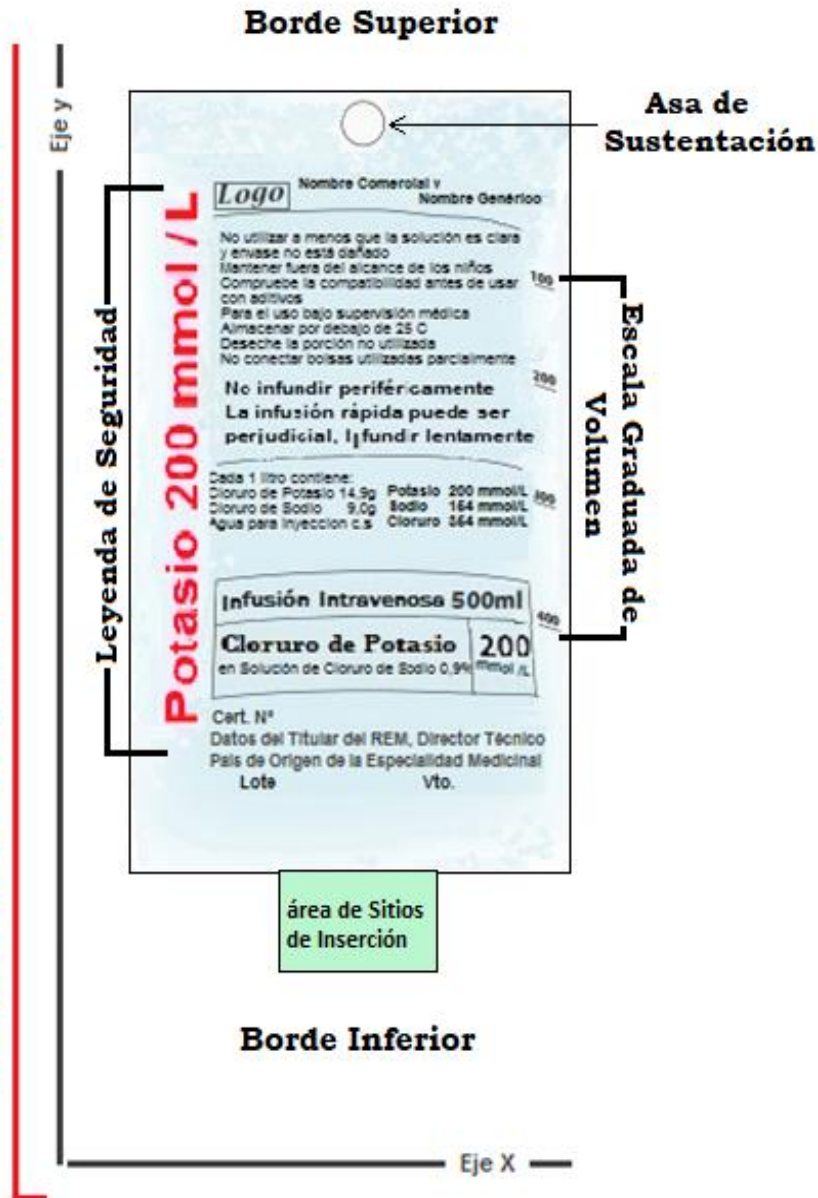 Borde Superior
Eje y
Asa de
Sustentación
Leyenda de Seguridad
Potasio 200 mmol / L
Logo
Nombre Comercial y
Nombre Genérico
No utilizar a menos que la solución es clara
y envase no está dañado
Mantener fuera del alcance de los niños
Compruebe la compatibilidad antes de usar
con aditivos
Para el uso bajo supervisión médica
Almacenar por debajo de 25 C
Deseche la porción no utilizada
No conectar bolsas utilizadas parcialmente
No infundir periféricamente
La infusión rápida puede ser
perjudicial, Infundir lentamente
100
200
300
400
Escala Graduada de
Volumen
Cada 1 litro contiene:
Cloruro de Potasio 14,9g Potasio 200 mmol/L
Cloruro de Sodio 9,0g Sodio 154 mmol/L
Agua para Inyeccion c.s Cloruro 354 mmol/L
Infusión Intravenosa 500ml
Cloruro de Potasio 200
en Solución de Cloruro de Sodio 0,9% mmol /L
Cert. Nº
Datos del Titular del REM, Director Técnico
País de Origen de la Especialidad Medicinal
Lote Vto.
área de Sitios
de Inserción
Borde Inferior
Eje X